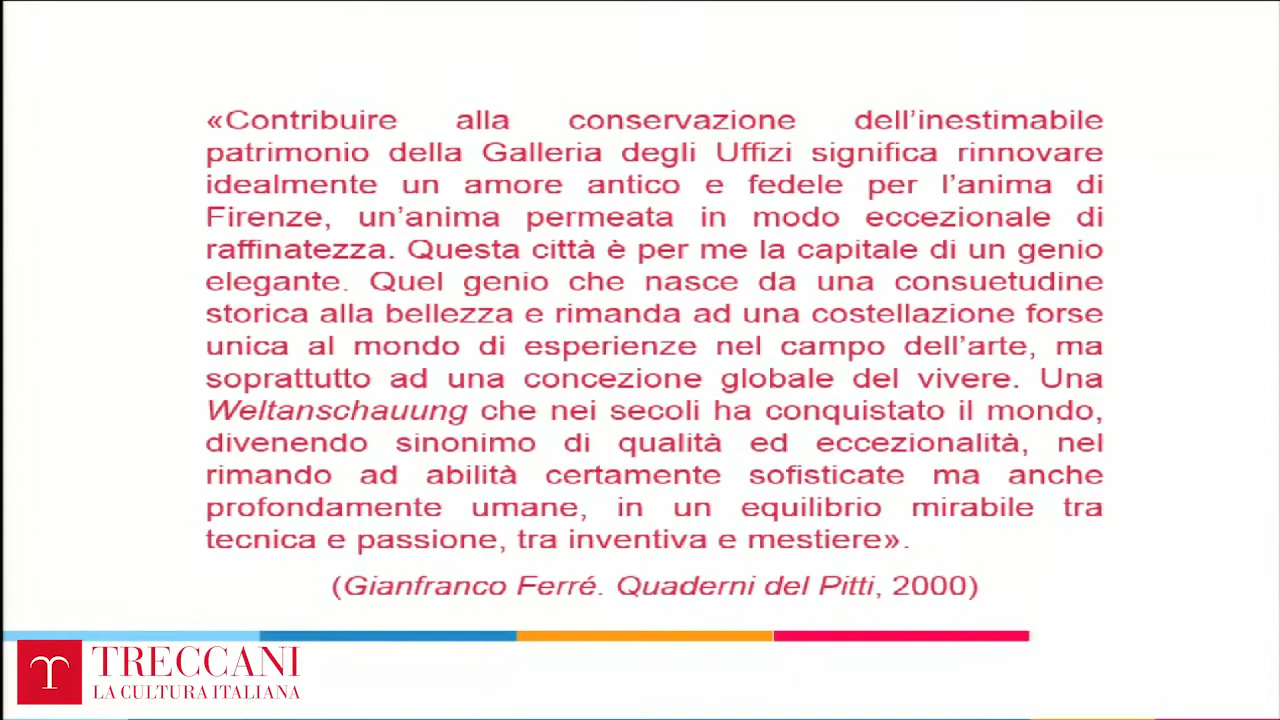 «Contribuire alla conservazione dell’inestimabile
patrimonio della Galleria degli Uffizi significa rinnovare
idealmente un amore antico e fedele per l’anima di
Firenze, un’anima permeata in modo eccezionale di
raffinatezza. Questa città è per me la capitale di un genio
elegante. Quel genio che nasce da una consuetudine
storica alla bellezza e rimanda ad una costellazione forse
unica al mondo di esperienze nel campo dell’arte, ma
soprattutto ad una concezione globale del vivere. Una
Weltanschauung che nei secoli ha conquistato il mondo,
divenendo sinonimo di qualità ed eccezionalità, nel
rimando ad abilità certamente sofisticate ma anche
profondamente umane, in un equilibrio mirabile tra
tecnica e passione, tra inventiva e mestiere».
(Gianfranco Ferré. Quaderni del Pitti, 2000)
TRECCANI
LA CULTURA ITALIANA